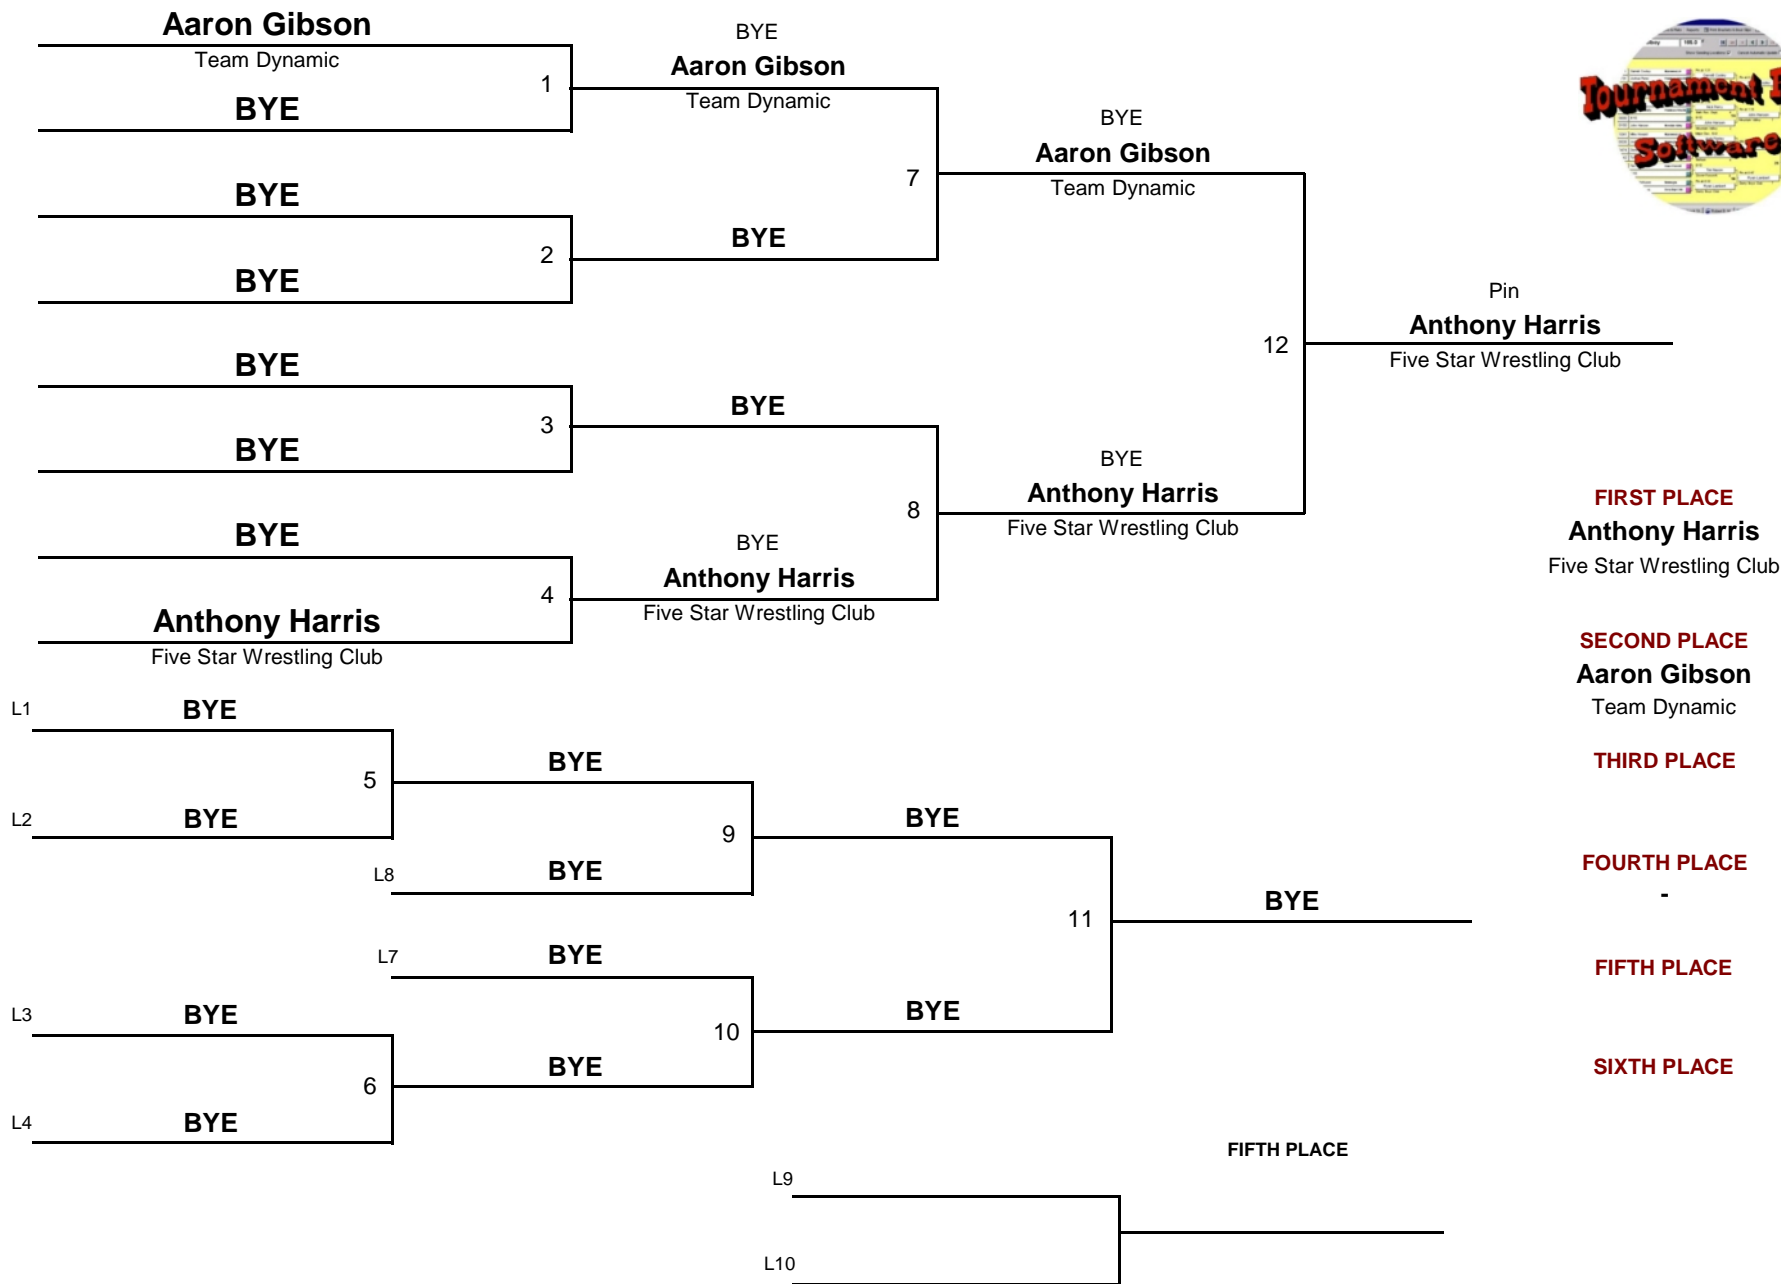 Aaron Gibson
Team Dynamic
BYE
1
BYE
Aaron Gibson
Team Dynamic
BYE
BYE
2
BYE
7
BYE
Aaron Gibson
Team Dynamic
BYE
BYE
3
BYE
BYE
Anthony Harris
Five Star Wrestling Club
4
BYE
Anthony Harris
Five Star Wrestling Club
8
BYE
Anthony Harris
Five Star Wrestling Club
12
Pin
Anthony Harris
Five Star Wrestling Club
Tournament
Software
FIRST PLACE
Anthony Harris
Five Star Wrestling Club
SECOND PLACE
Aaron Gibson
Team Dynamic
THIRD PLACE
FOURTH PLACE
-
FIFTH PLACE
SIXTH PLACE
L1 BYE
5
L2 BYE
BYE
9
L8 BYE
BYE
11
BYE
L7 BYE
10
BYE
L3 BYE
6
L4 BYE
BYE
FIFTH PLACE
L9
L10